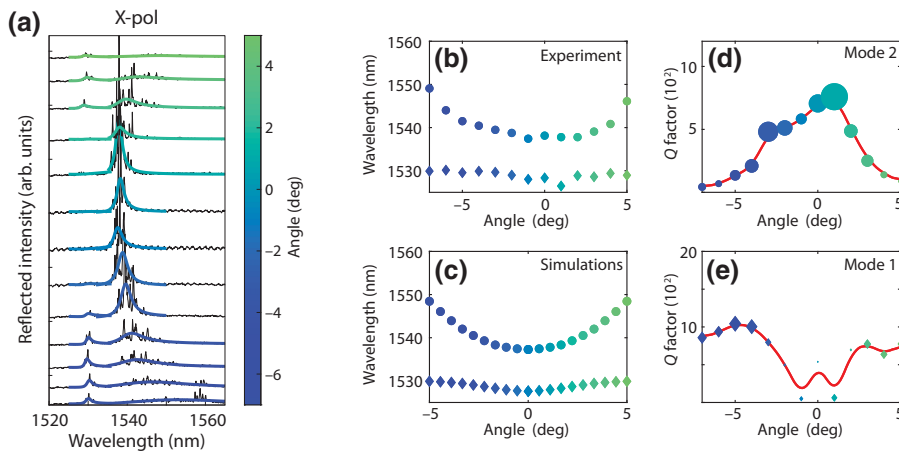 (a)
X-pol
Reflected intensity (arb. units)
1520 1540 1560
Wavelength (nm)
4
2
0
−2
−4
−6
Angle (deg)
(b)
Experiment
1560
1550
1540
1530
Wavelength (nm)
−5 0 5
Angle (deg)
(c)
Simulations
1560
1550
1540
1530
Wavelength (nm)
−5 0 5
Angle (deg)
(d)
Mode 2
10
5
Q factor (10²)
−5 0 5
Angle (deg)
(e)
Mode 1
20
10
0
Q factor (10²)
−5 0 5
Angle (deg)